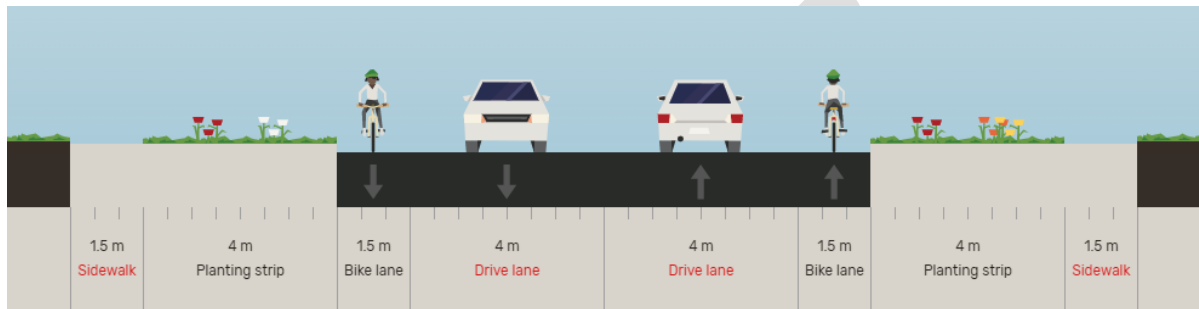 1.5 m
Sidewalk
4 m
Planting strip
1.5 m
Bike lane
4 m
Drive lane
4 m
Drive lane
1.5 m
Bike lane
4 m
Planting strip
1.5 m
Sidewalk